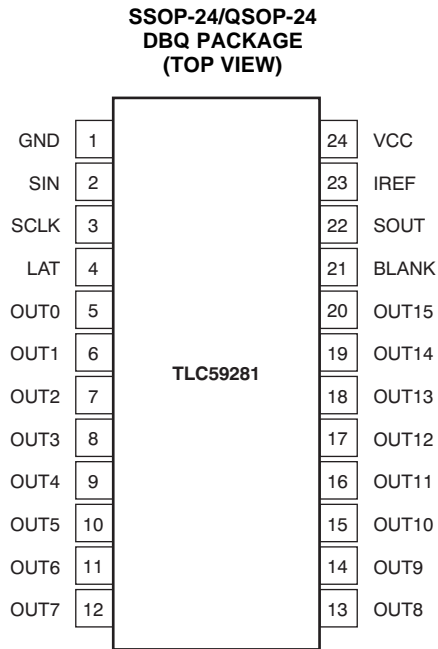 SSOP-24/QSOP-24
DBQ PACKAGE
(TOP VIEW)
GND 1 24 VCC
SIN 2 23 IREF
SCLK 3 22 SOUT
LAT 4 21 BLANK
OUT0 5 20 OUT15
OUT1 6 19 OUT14
TLC59281
OUT2 7 18 OUT13
OUT3 8 17 OUT12
OUT4 9 16 OUT11
OUT5 10 15 OUT10
OUT6 11 14 OUT9
OUT7 12 13 OUT8